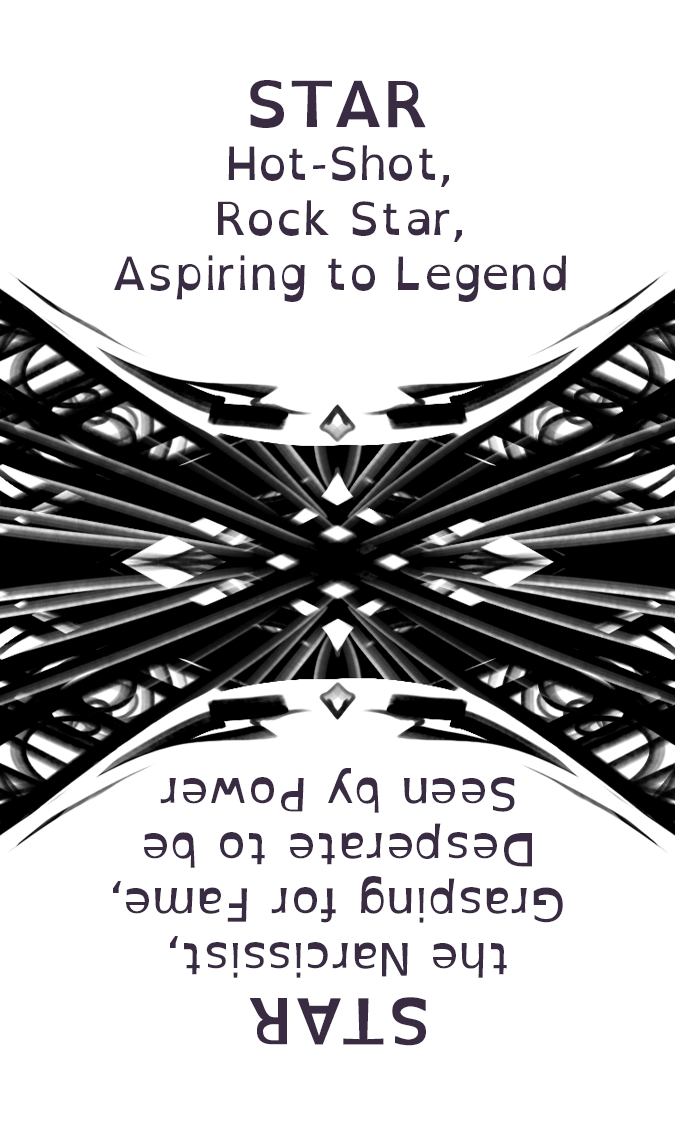 STAR
Hot-Shot,
Rock Star,
Aspiring to Legend
STAR
the Narcissist,
Grasping for Fame,
Desperate to be
Seen by Power